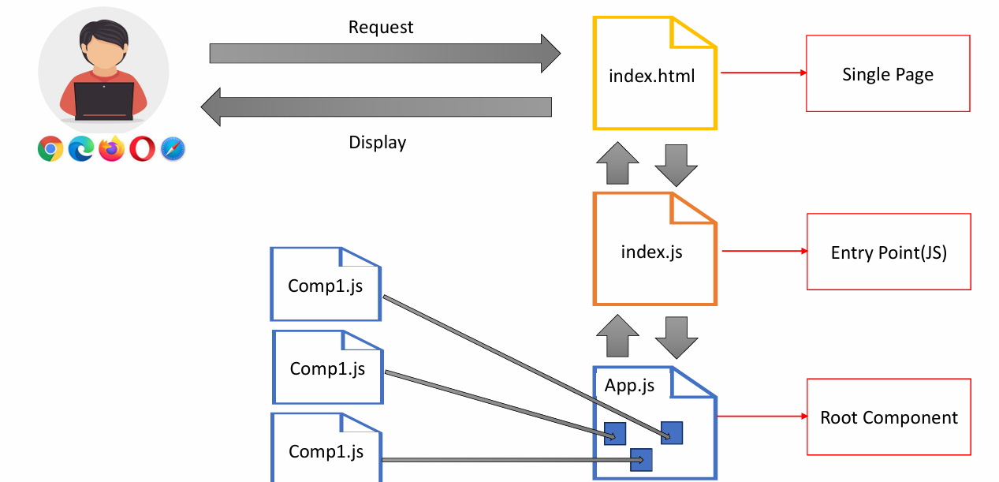 Request
index.html
Single Page
Display
index.js
Entry Point(JS)
Comp1.js
Comp1.js
App.js
Root Component
Comp1.js